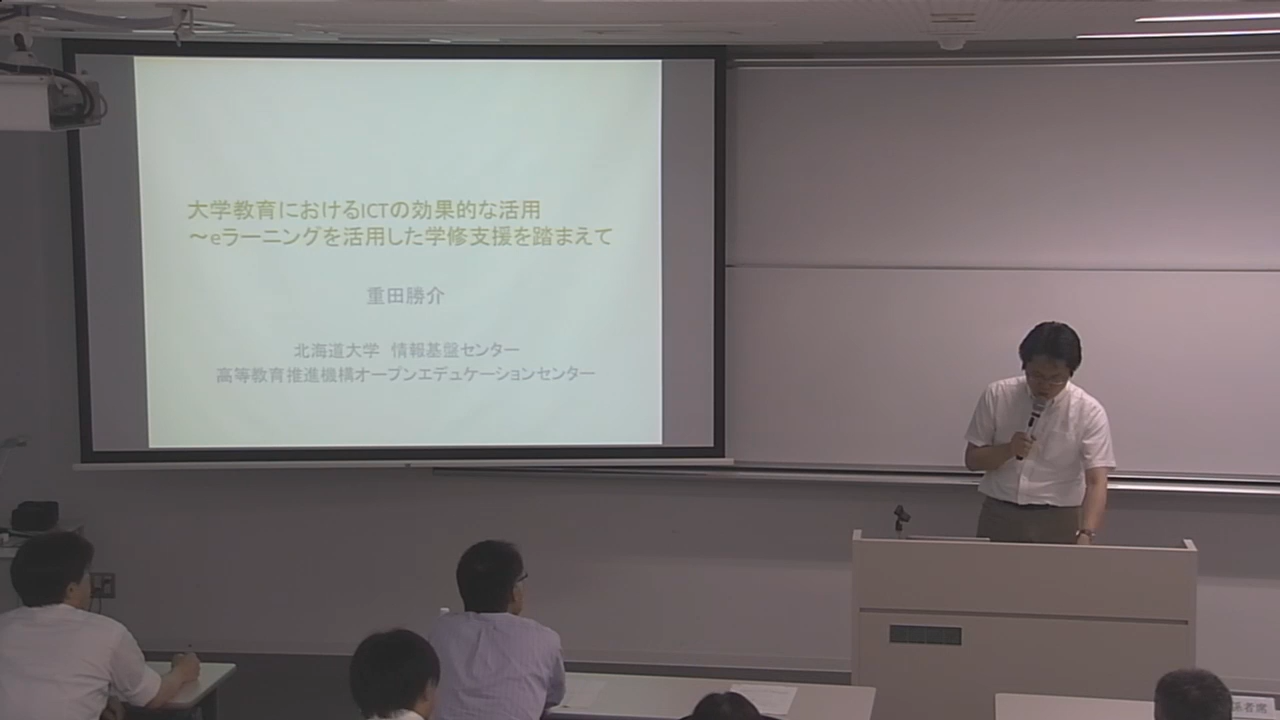 大学教育におけるICTの効果的な活用
～eラーニングを活用した学修支援を踏まえて
重田勝介
北海道大学 情報基盤センター
高等教育推進機構オープンエデュケーションセンター
係者席